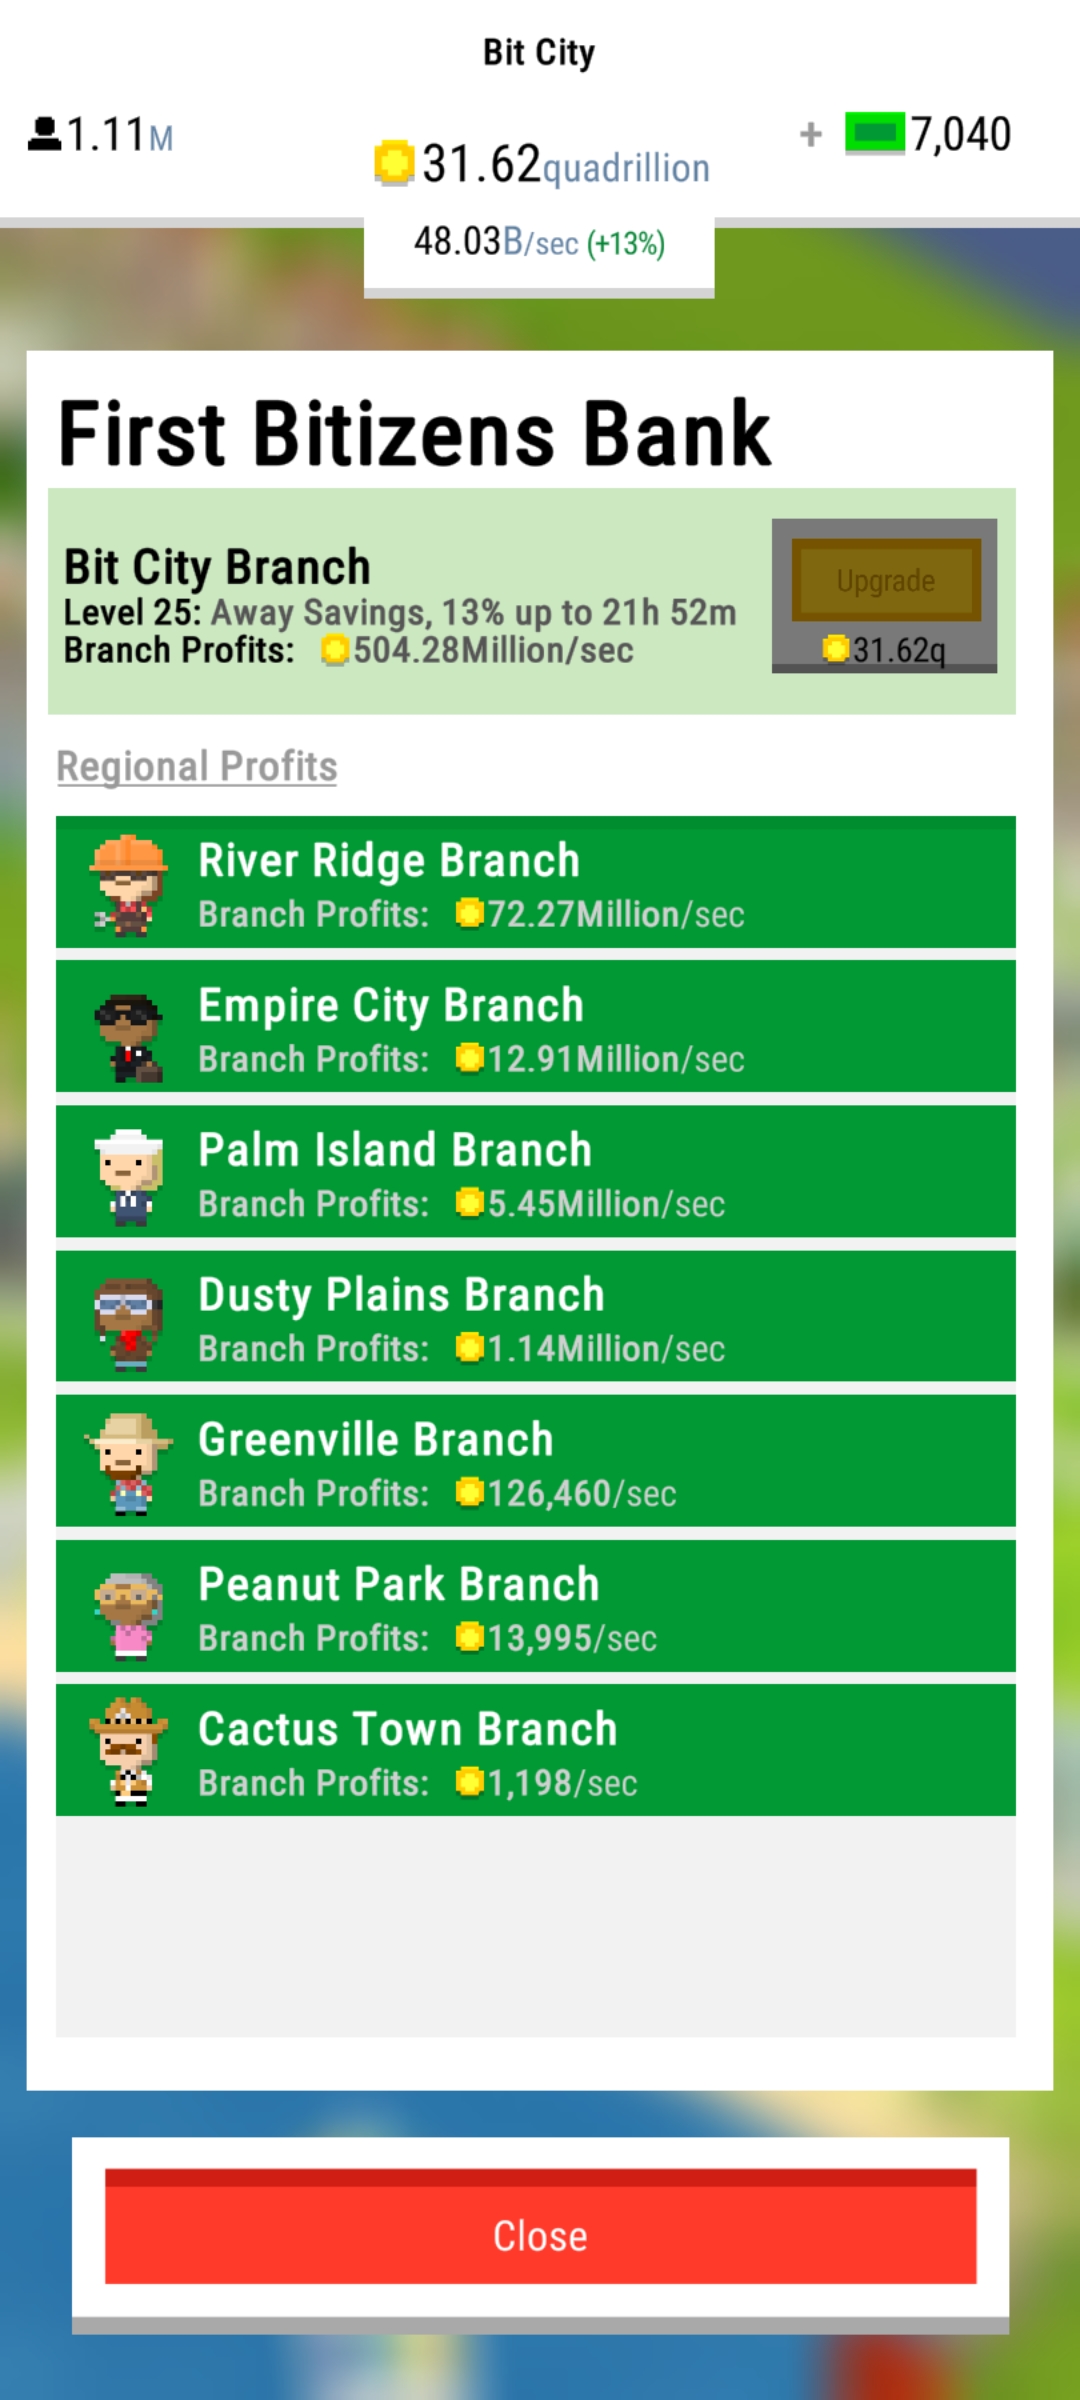 Bit City
1.11M
31.62quadrillion
+ 7,040
48.03B/sec (+13%)
First Bitizens Bank
Bit City Branch
Level 25: Away Savings, 13% up to 21h 52m
Branch Profits: 504.28Million/sec
Upgrade
31.62q
Regional Profits
River Ridge Branch
Branch Profits: 72.27Million/sec
Empire City Branch
Branch Profits: 12.91Million/sec
Palm Island Branch
Branch Profits: 5.45Million/sec
Dusty Plains Branch
Branch Profits: 1.14Million/sec
Greenville Branch
Branch Profits: 126,460/sec
Peanut Park Branch
Branch Profits: 13,995/sec
Cactus Town Branch
Branch Profits: 1,198/sec
Close